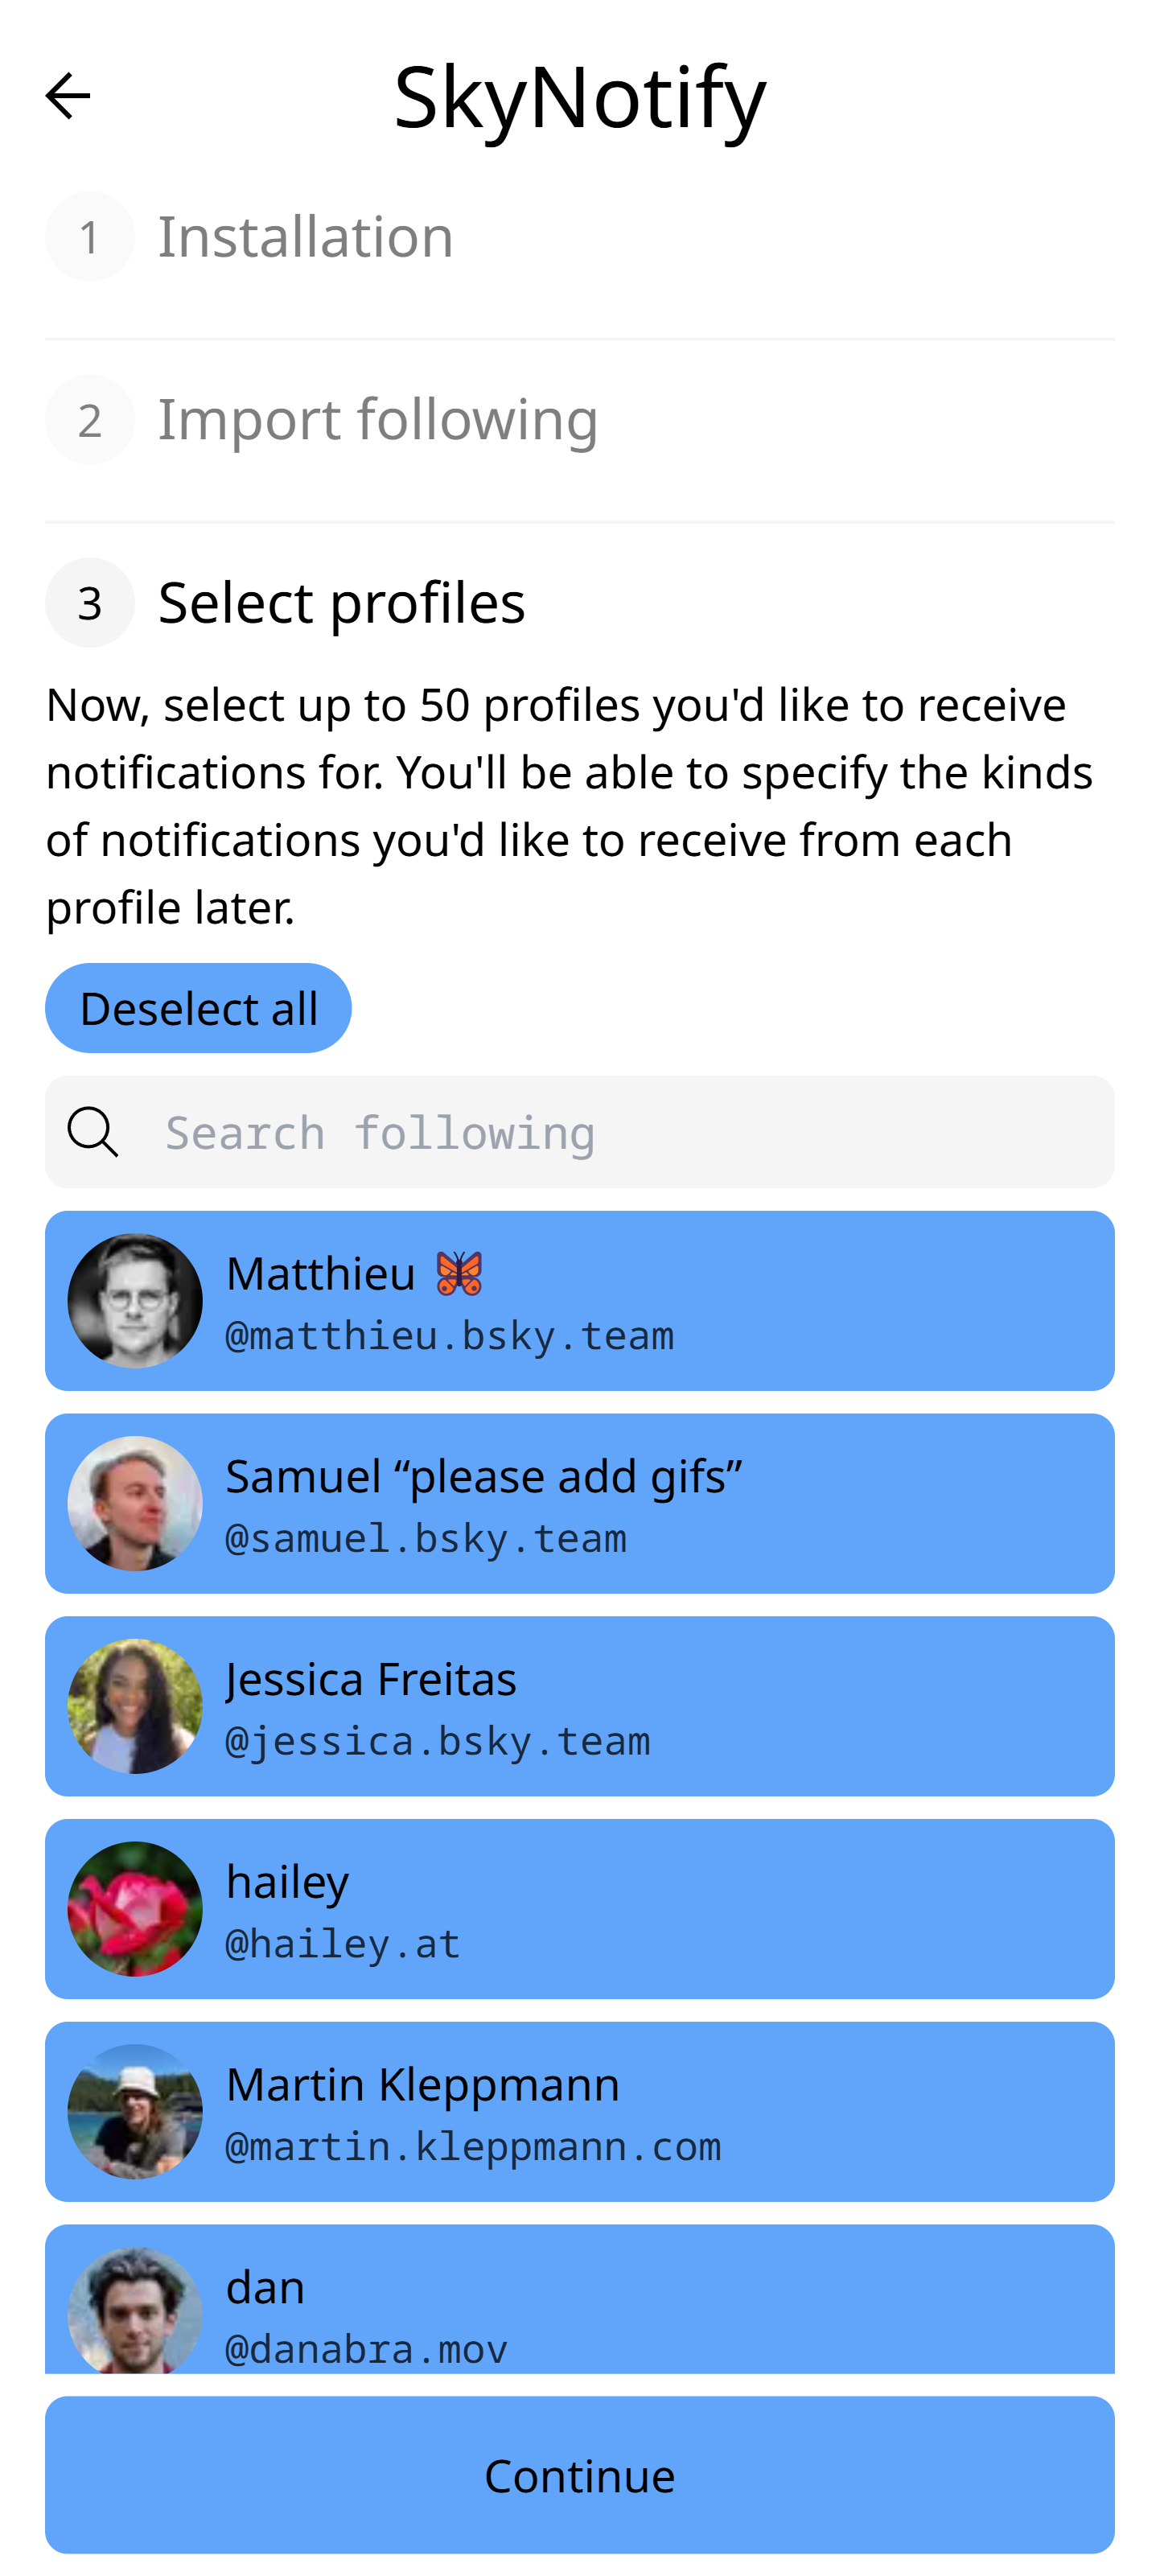 SkyNotify
1 Installation
2 Import following
3 Select profiles
Now, select up to 50 profiles you'd like to receive
notifications for. You'll be able to specify the kinds
of notifications you'd like to receive from each
profile later.
Deselect all
Search following
Matthieu 🦋
@matthieu.bsky.team
Samuel “please add gifs”
@samuel.bsky.team
Jessica Freitas
@jessica.bsky.team
hailey
@hailey.at
Martin Kleppmann
@martin.kleppmann.com
dan
@danabra.mov
Continue